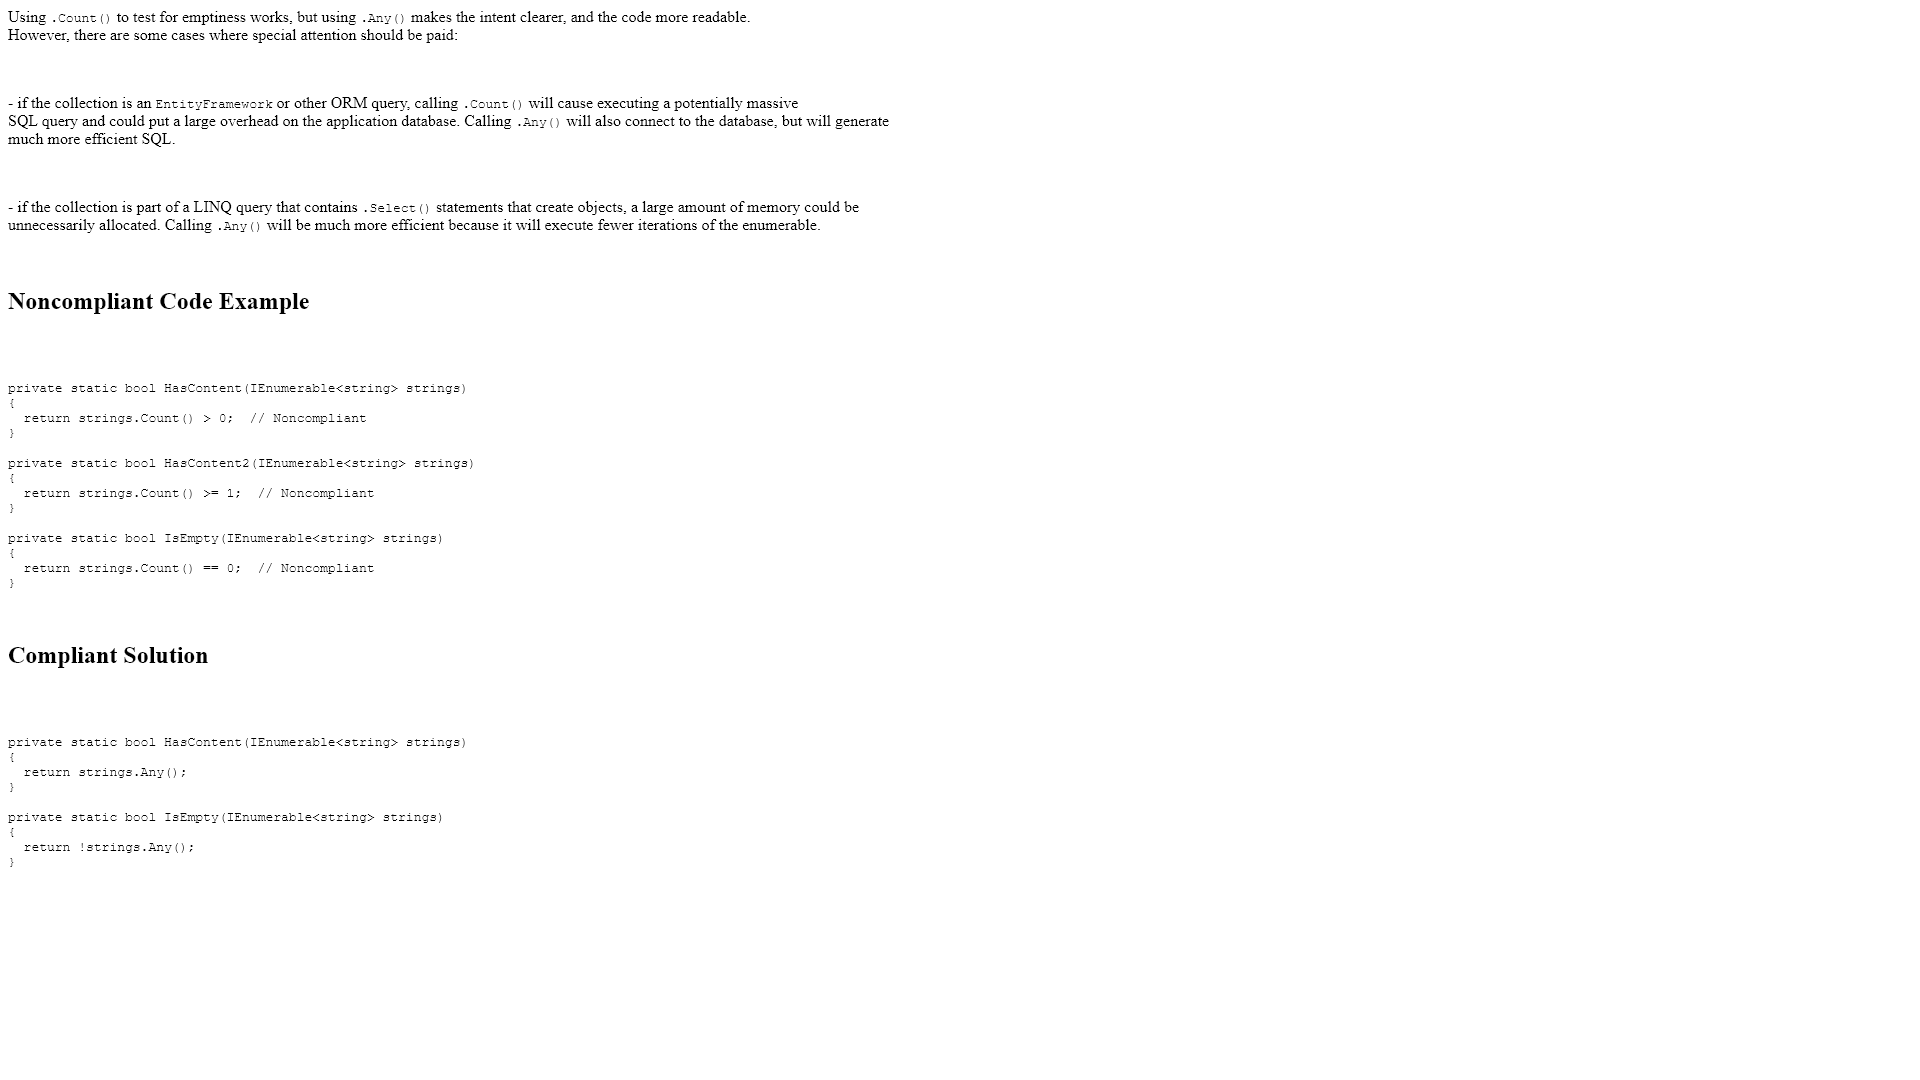 Using .Count() to test for emptiness works, but using .Any() makes the intent clearer, and the code more readable.
However, there are some cases where special attention should be paid:
- if the collection is an EntityFramework or other ORM query, calling .Count() will cause executing a potentially massive
SQL query and could put a large overhead on the application database. Calling .Any() will also connect to the database, but will generate
much more efficient SQL.
- if the collection is part of a LINQ query that contains .Select() statements that create objects, a large amount of memory could be
unnecessarily allocated. Calling .Any() will be much more efficient because it will execute fewer iterations of the enumerable.
Noncompliant Code Example
private static bool HasContent(IEnumerable<string> strings)
{
  return strings.Count() > 0;  // Noncompliant
}
private static bool HasContent2(IEnumerable<string> strings)
{
  return strings.Count() >= 1;  // Noncompliant
}
private static bool IsEmpty(IEnumerable<string> strings)
{
  return strings.Count() == 0;  // Noncompliant
}
Compliant Solution
private static bool HasContent(IEnumerable<string> strings)
{
  return strings.Any();
}
private static bool IsEmpty(IEnumerable<string> strings)
{
  return !strings.Any();
}